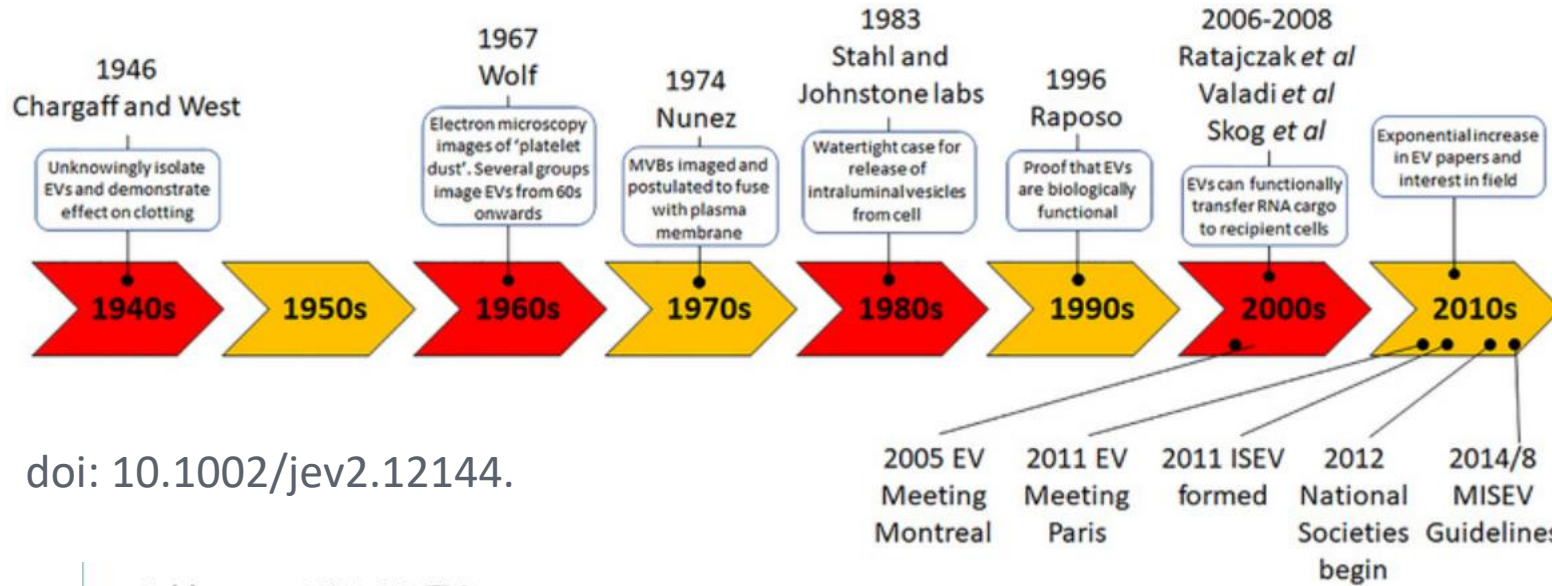 1946
Chargaff and West
Unknowingly isolate
EVs and demonstrate
effect on clotting
1967
Wolf
Electron microscopy
images of 'platelet
dust'. Several groups
image EVs from 60s
onwards
1974
Nunez
MVBs imaged and
postulated to fuse
with plasma
membrane
1983
Stahl and
Johnstone labs
Watertight case for
release of
intraluminal vesicles
from cell
1996
Raposo
Proof that EVs
are biologically
functional
2006-2008
Ratajczak et al
Valadi et al
Skog et al
EVs can functionally
transfer RNA cargo
to recipient cells
Exponential increase
in EV papers and
interest in field
1940s
1950s
1960s
1970s
1980s
1990s
2000s
2010s
2005 EV
Meeting
Montreal
2011 EV
Meeting
Paris
2011 ISEV
formed
2012
National
Societies
begin
2014/8
MISEV
Guidelines
doi: 10.1002/jev2.12144.